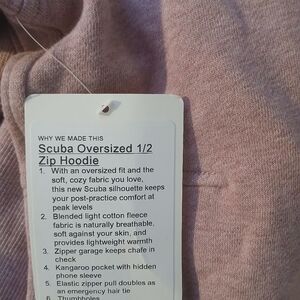 WHY WE MADE THIS
Scuba Oversized 1/2
Zip Hoodie
1. With an oversized fit and the
soft, cozy fabric you love,
this new Scuba silhouette keeps
your post-practice comfort at
peak levels
2. Blended light cotton fleece
fabric is naturally breathable,
soft against your skin, and
provides lightweight warmth
3. Zipper garage keeps chafe in
check
4. Kangaroo pocket with hidden
phone sleeve
5. Elastic zipper pull doubles as
an emergency hair tie
6. Thumbholes